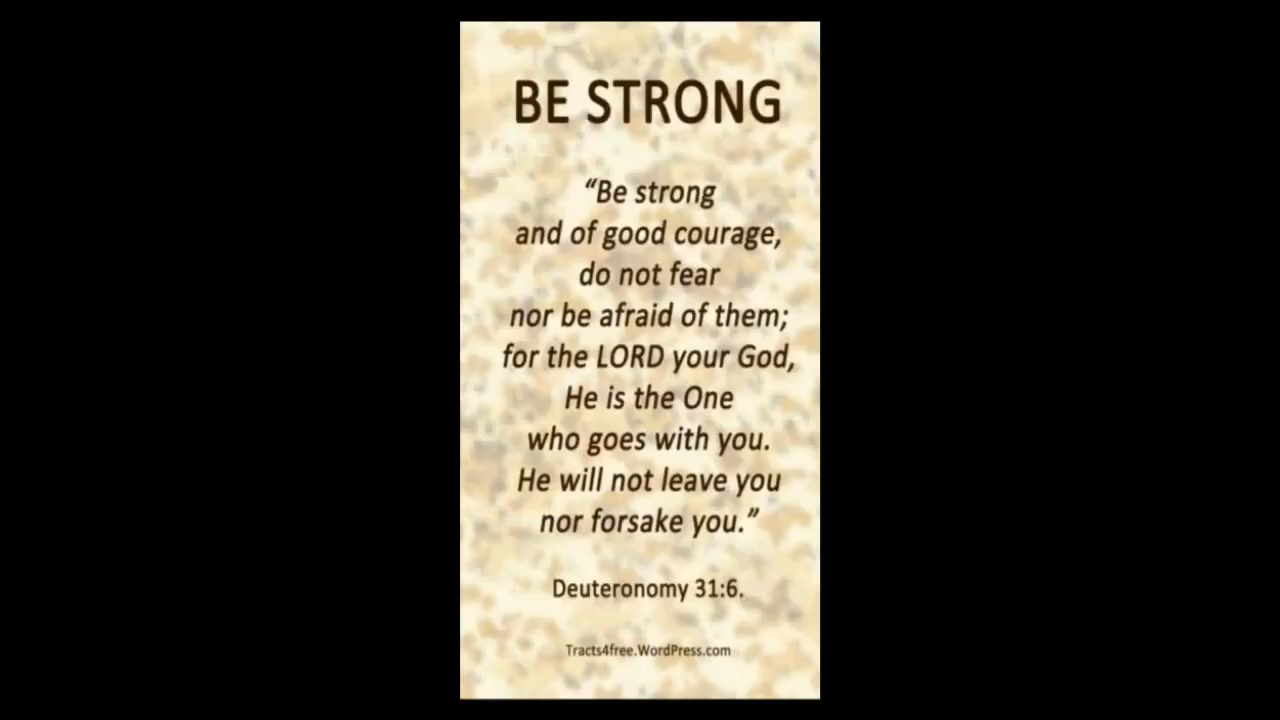 BE STRONG
“Be strong
and of good courage,
do not fear
nor be afraid of them;
for the LORD your God,
He is the One
who goes with you.
He will not leave you
nor forsake you.”
Deuteronomy 31:6.
Tracts4free.WordPress.com